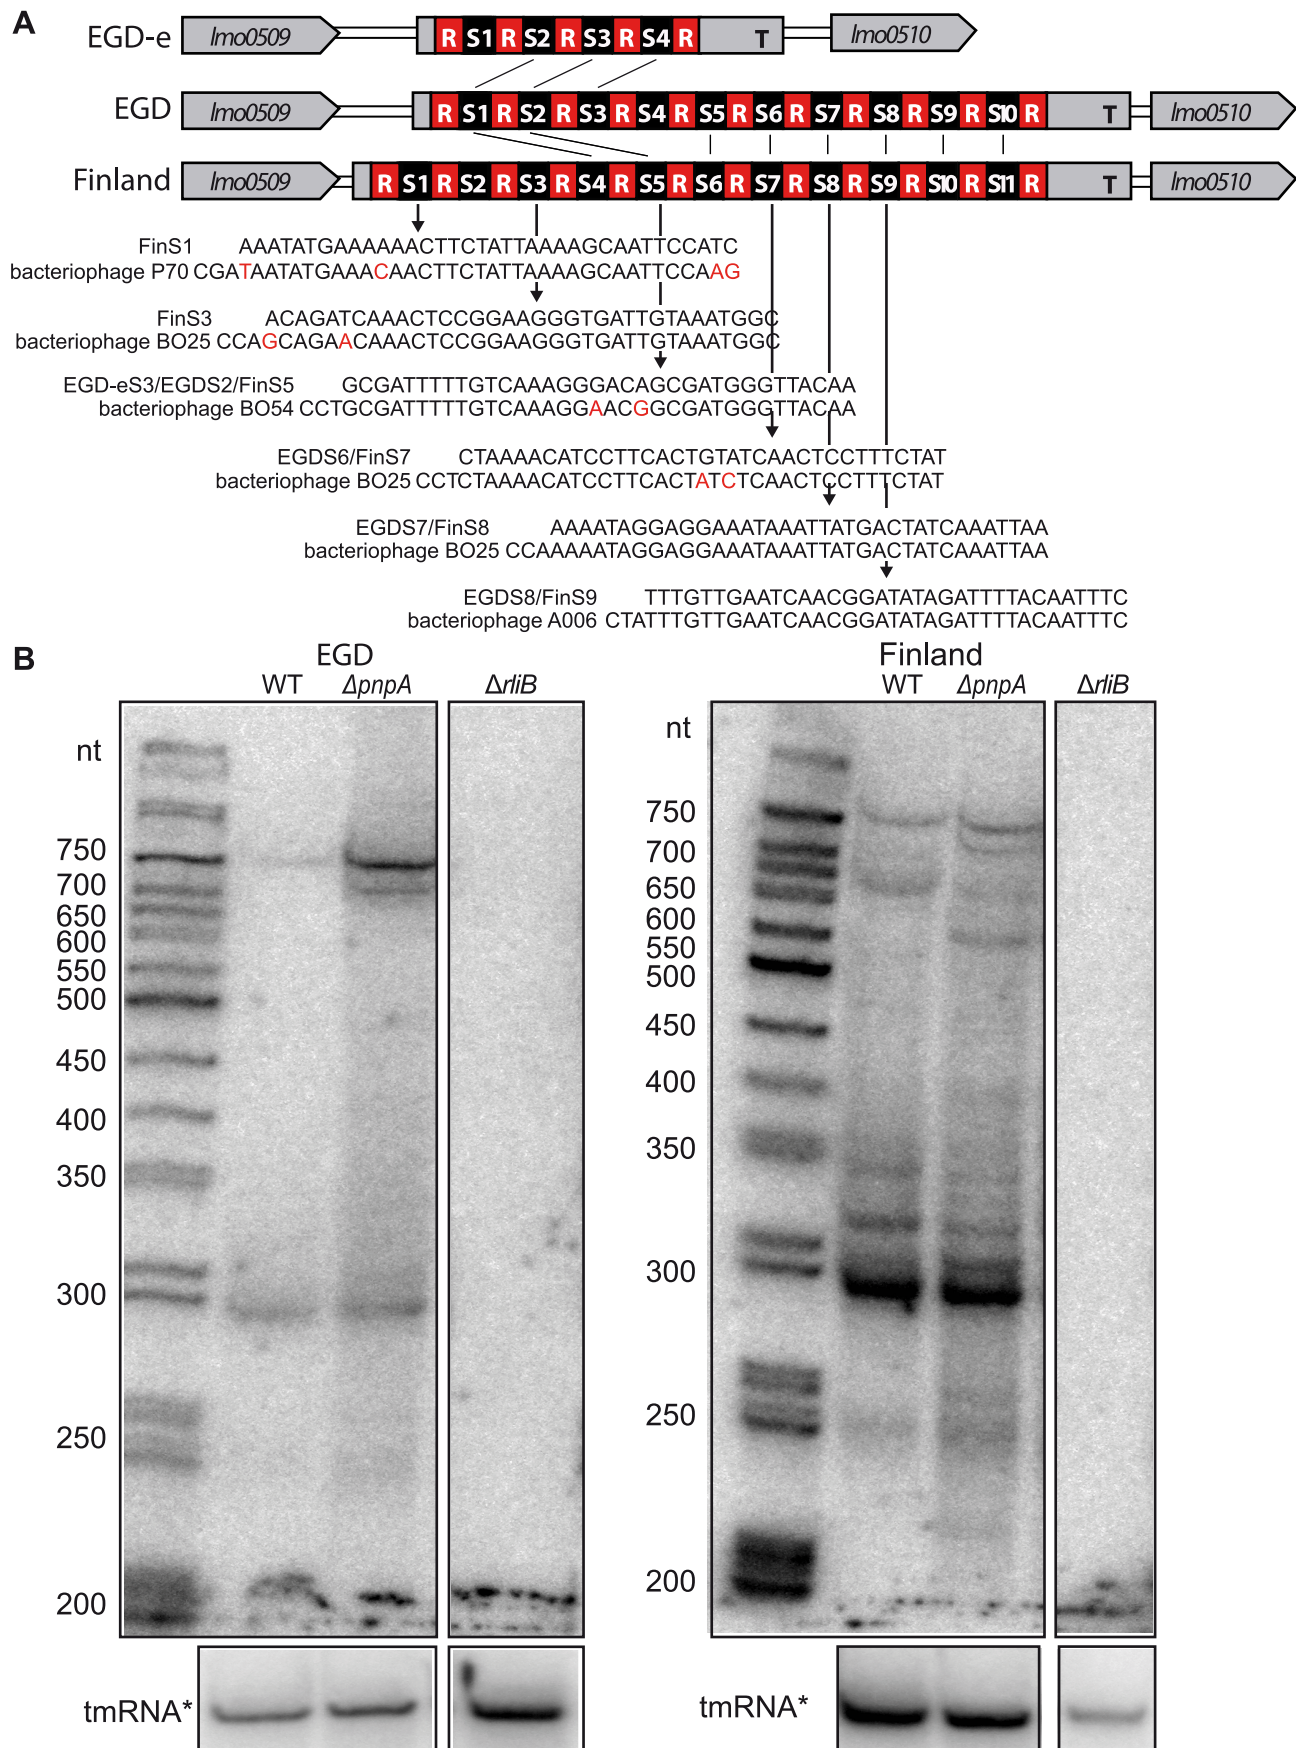 A
EGD-e lmo0509 R S1 R S2 R S3 R S4 R T lmo0510
EGD lmo0509 R S1 R S2 R S3 R S4 R S5 R S6 R S7 R S8 R S9 R S10 R T lmo0510
Finland lmo0509 R S1 R S2 R S3 R S4 R S5 R S6 R S7 R S8 R S9 R S10 R S11 R T lmo0510
FinS1 AAATATGAAAAAACTTCTATTAAAAGCAATTCCATC
bacteriophage P70 CGATAATATGAAACAACTTCTATTAAAAGCAATTCCAAG
FinS3 ACAGATCAAACTCCGGAAGGGTGATTGTAAATGGC
bacteriophage BO25 CCAGCAGAACAAACTCCGGAAGGGTGATTGTAAATGGC
EGD-eS3/EGDS2/FinS5 GCGATTTTTGTCAAAGGGACAGCGATGGGTTACAA
bacteriophage BO54 CCTGCGATTTTTGTCAAAGGAACGGCGATGGGTTACAA
EGDS6/FinS7 CTAAAACATCCTTCACTGTATCAACTCCTTTCTAT
bacteriophage BO25 CCTCTAAAACATCCTTCACTATCTCAACTCCTTTCTAT
EGDS7/FinS8 AAAATAGGAGGAAATAAATTATGACTATCAAATTAA
bacteriophage BO25 CCAAAAATAGGAGGAAATAAATTATGACTATCAAATTAA
EGDS8/FinS9 TTTGTTGAATCAACGGATATAGATTTTACAATTTC
bacteriophage A006 CTATTTGTTGAATCAACGGATATAGATTTTACAATTTC
B
EGD
WT ΔpnpA ΔrliB
nt
750
700
650
600
550
500
450
400
350
300
250
200
tmRNA*
Finland
WT ΔpnpA ΔrliB
nt
750
700
650
600
550
500
450
400
350
300
250
200
tmRNA*